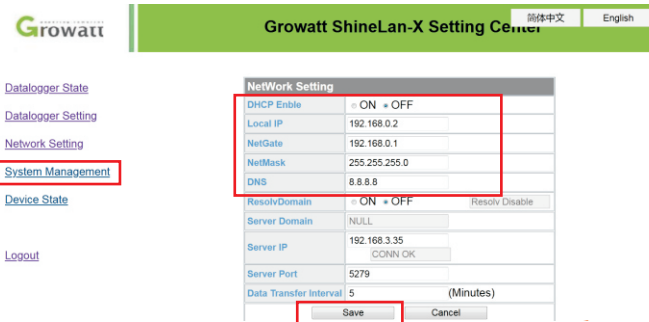 Growatt
Growatt ShineLan-X Setting Center
简体中文
English
Datalogger State
Datalogger Setting
Network Setting
System Management
Device State
Logout
NetWork Setting
DHCP Enble ON OFF
Local IP 192.168.0.2
NetGate 192.168.0.1
NetMask 255.255.255.0
DNS 8.8.8.8
ResolvDomain ON OFF Resolv Disable
Server Domain NULL
Server IP 192.168.3.35
CONN OK
Server Port 5279
Data Transfer Interval 5 (Minutes)
Save Cancel